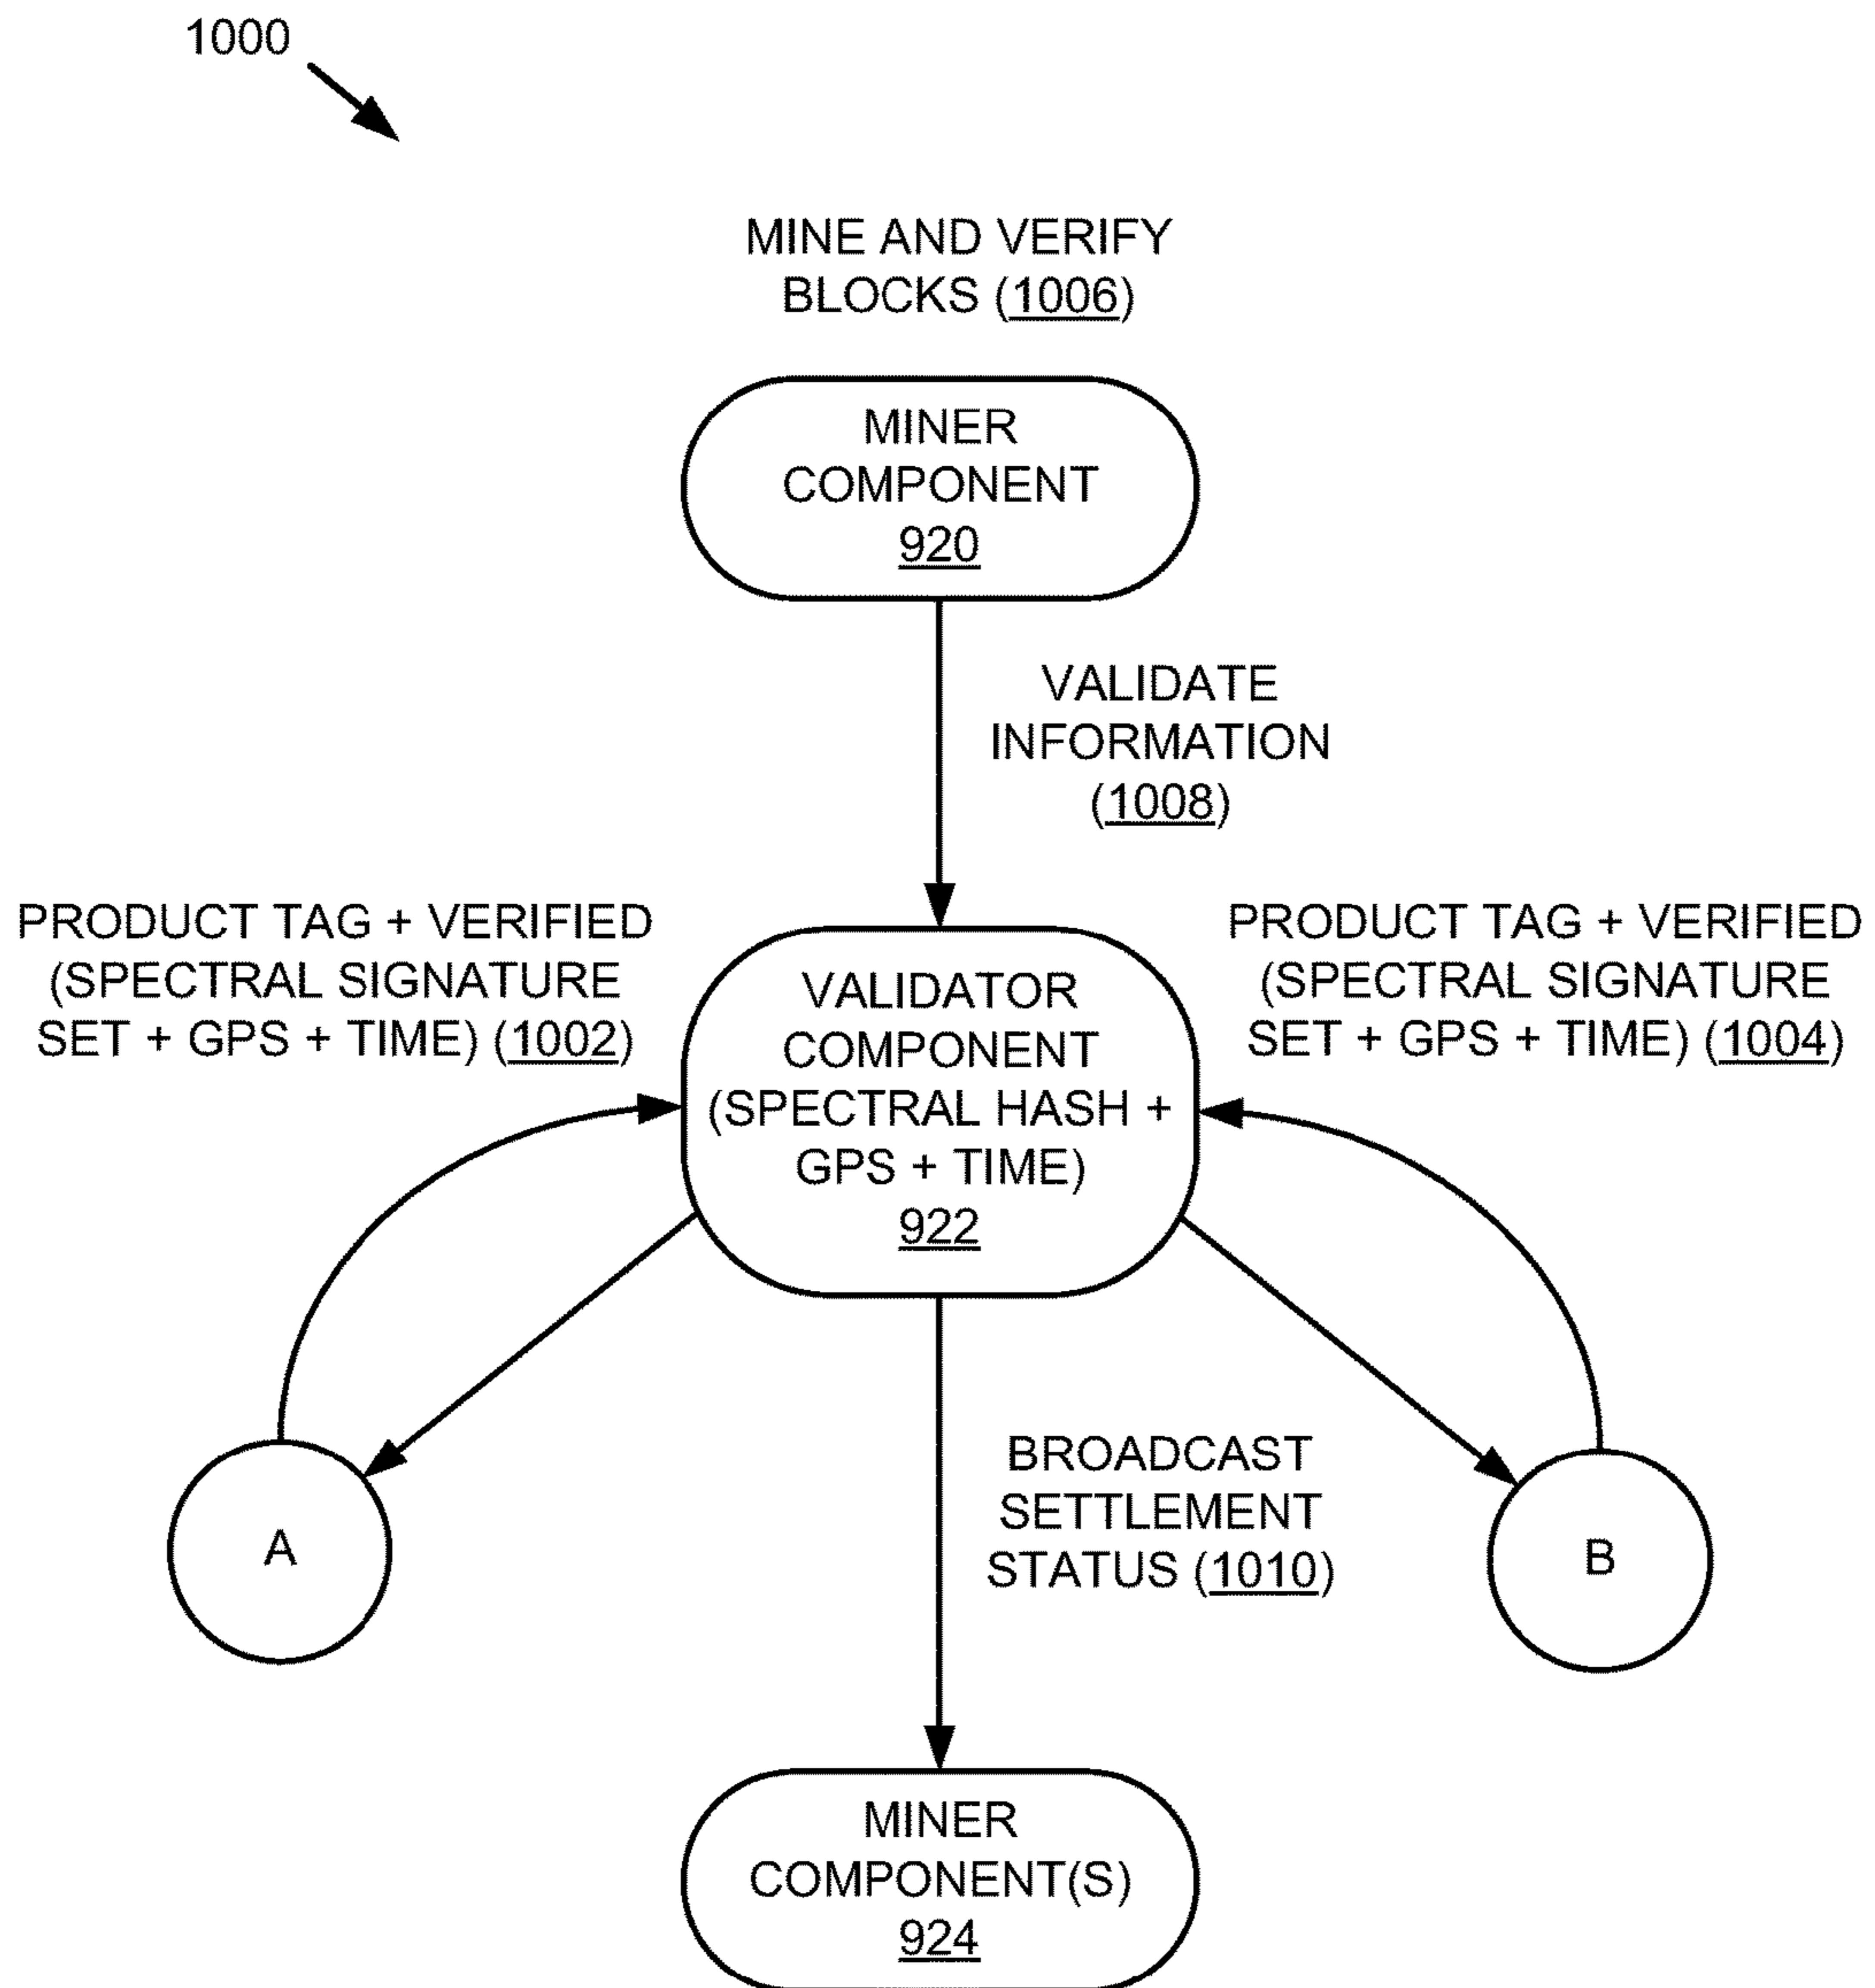 1000
MINE AND VERIFY
BLOCKS (1006)
MINER
COMPONENT
920
VALIDATE
INFORMATION
(1008)
PRODUCT TAG + VERIFIED
(SPECTRAL SIGNATURE
SET + GPS + TIME) (1002)
VALIDATOR
COMPONENT
(SPECTRAL HASH +
GPS + TIME)
922
PRODUCT TAG + VERIFIED
(SPECTRAL SIGNATURE
SET + GPS + TIME) (1004)
A
BROADCAST
SETTLEMENT
STATUS (1010)
B
MINER
COMPONENT(S)
924